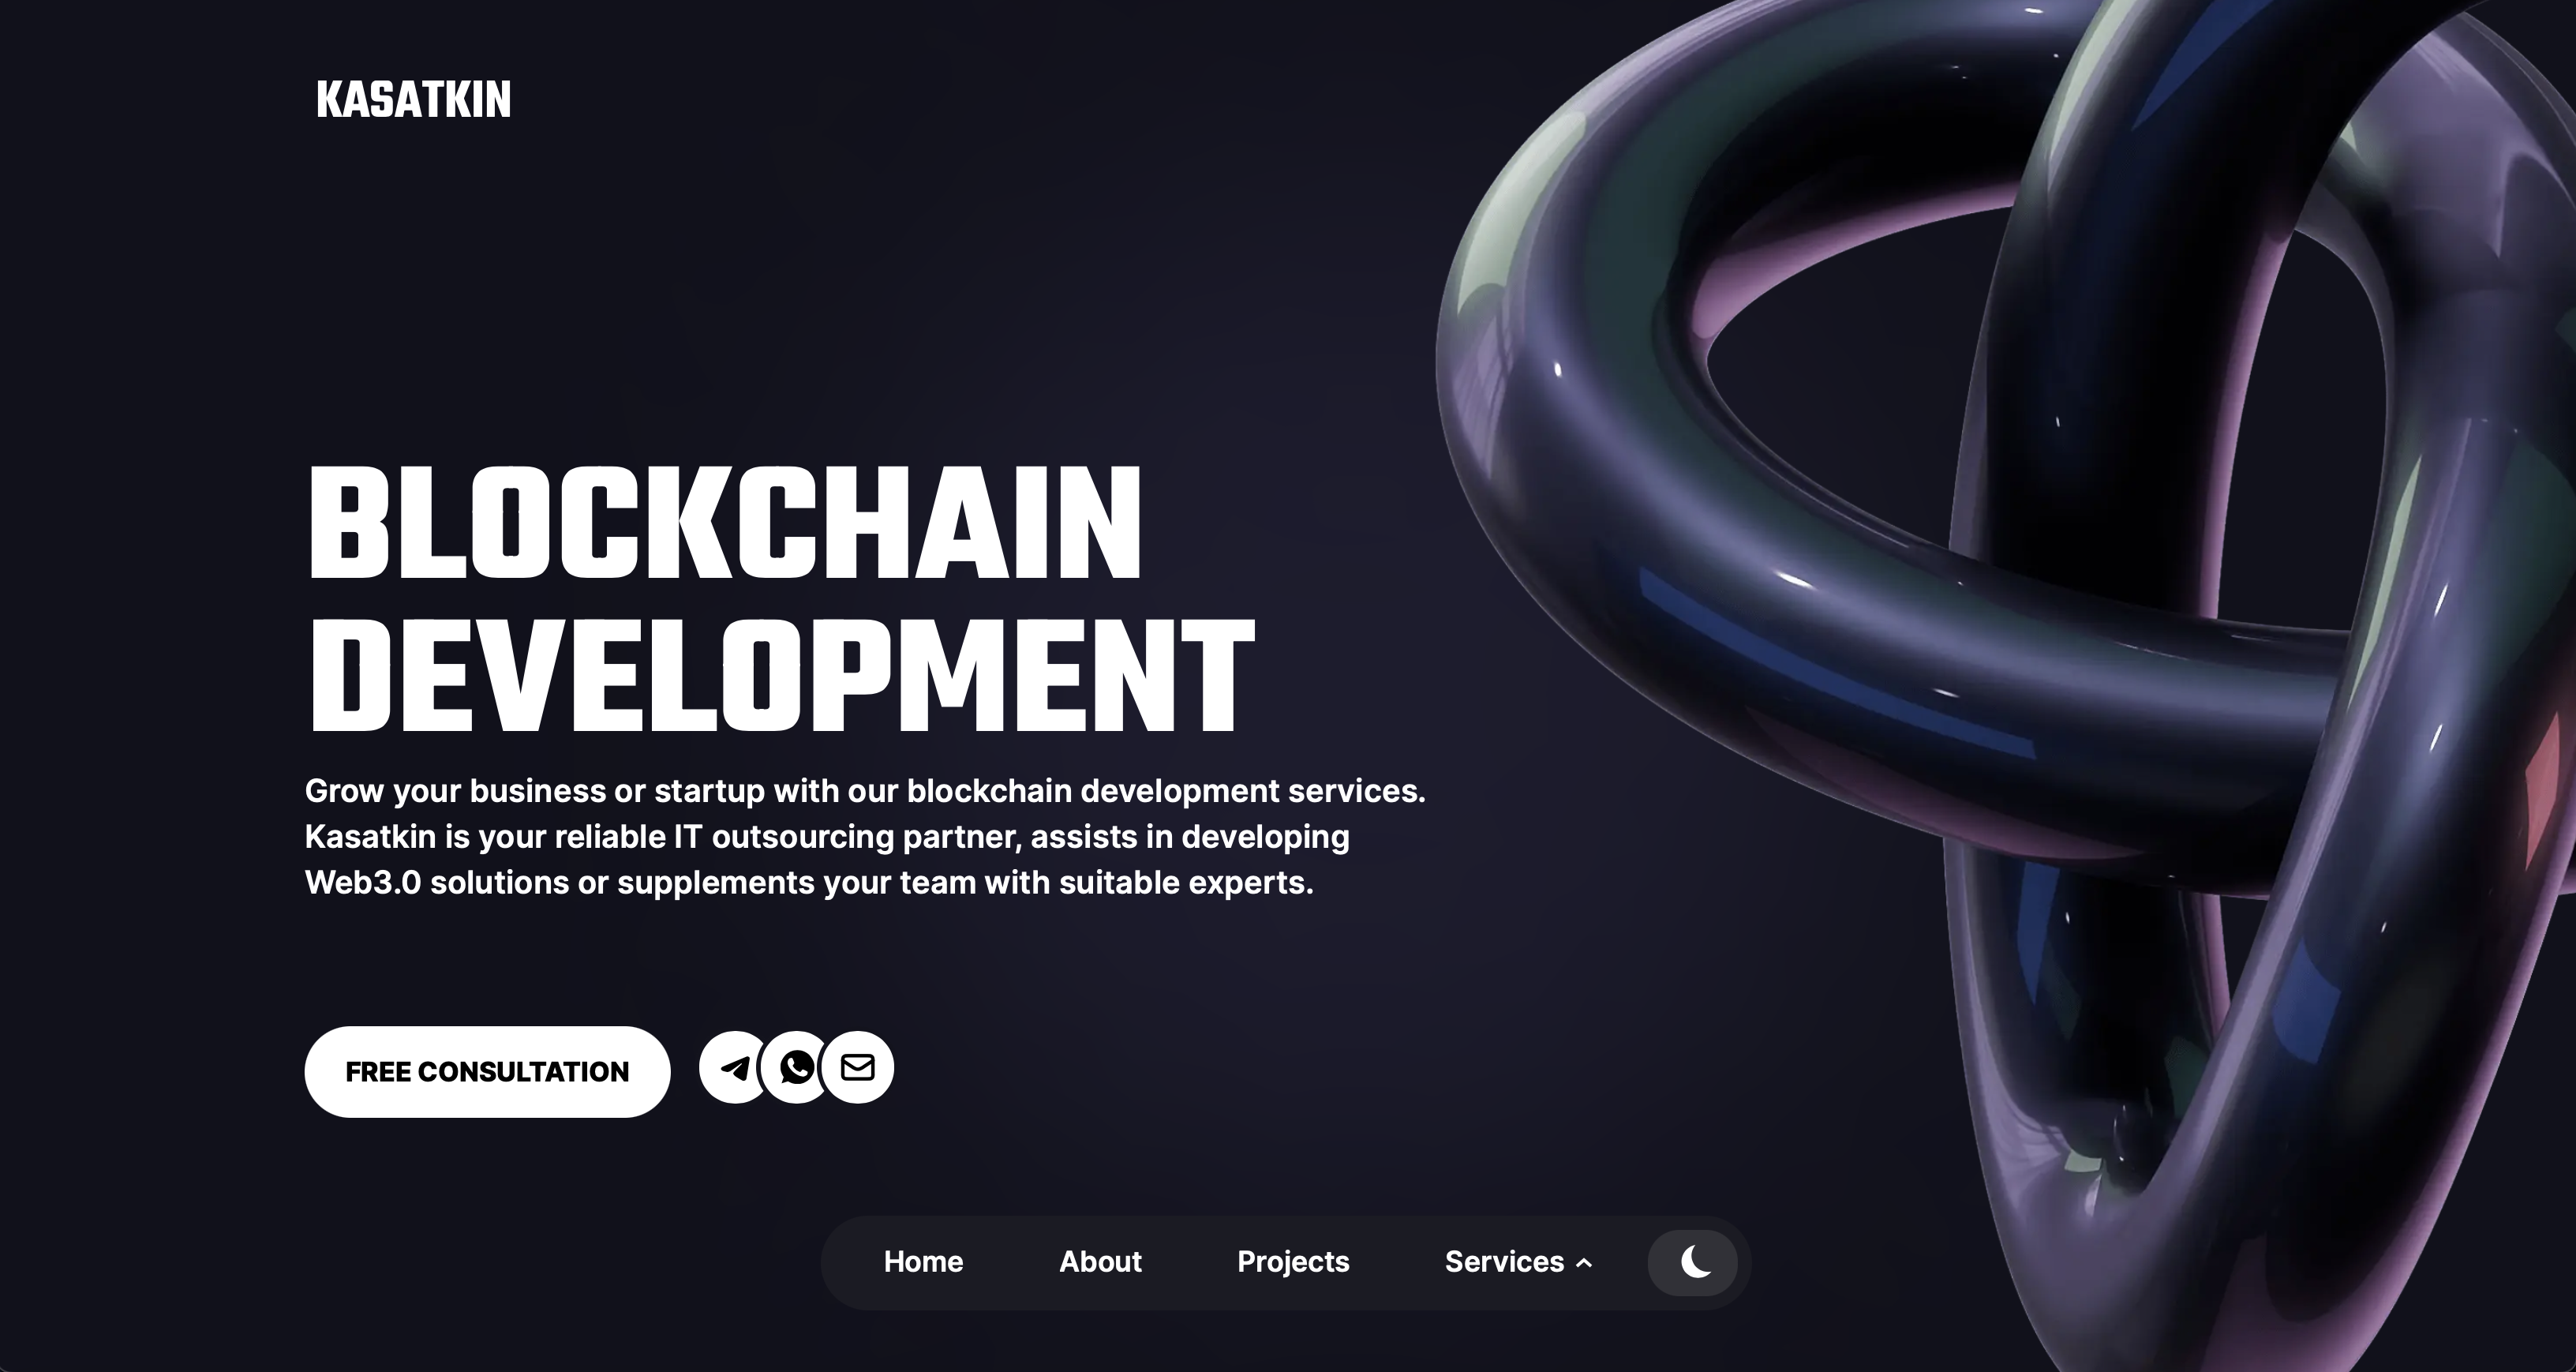 KASATKIN
BLOCKCHAIN
DEVELOPMENT
Grow your business or startup with our blockchain development services.
Kasatkin is your reliable IT outsourcing partner, assists in developing
Web3.0 solutions or supplements your team with suitable experts.
FREE CONSULTATION
Home About Projects Services